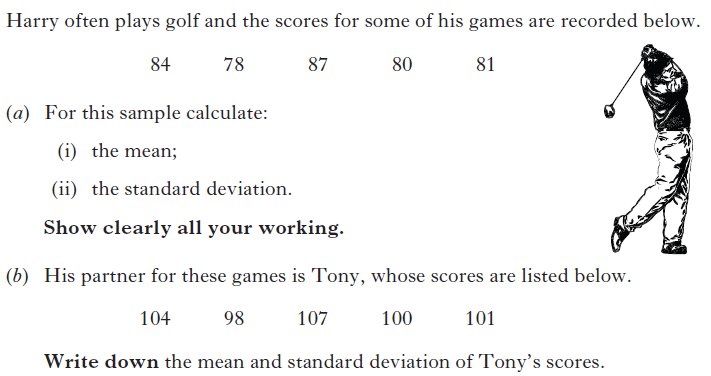 Harry often plays golf and the scores for some of his games are recorded below.
84 78 87 80 81
(a) For this sample calculate:
(i) the mean;
(ii) the standard deviation.
Show clearly all your working.
(b) His partner for these games is Tony, whose scores are listed below.
104 98 107 100 101
Write down the mean and standard deviation of Tony's scores.